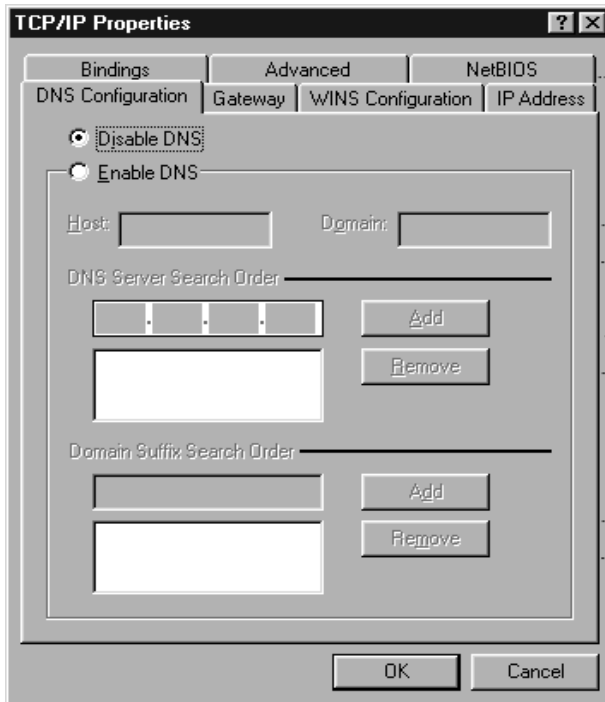 TCP/IP Properties ? ×
Bindings Advanced NetBIOS
DNS Configuration Gateway WINS Configuration IP Address
Disable DNS
Enable DNS
Host: Domain:
DNS Server Search Order
. . . Add
Remove
Domain Suffix Search Order
Add
Remove
OK Cancel